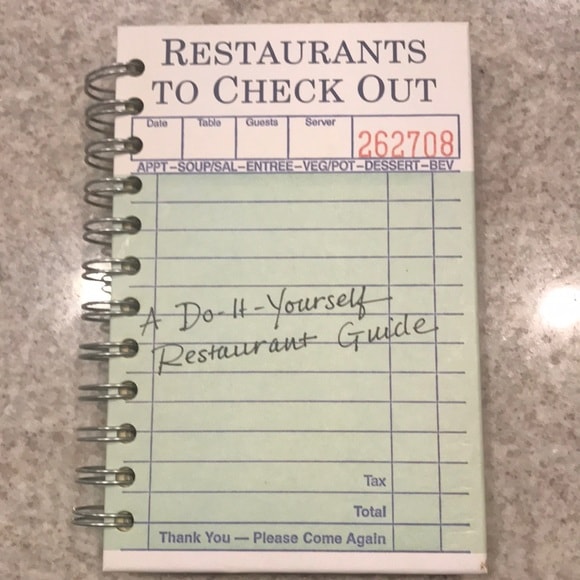 RESTAURANTS
TO CHECK OUT
Date Table Guests Server
262708
APPT–SOUP/SAL–ENTREE–VEG/POT–DESSERT–BEV
A Do-It-Yourself
Restaurant Guide
Tax
Total
Thank You — Please Come Again